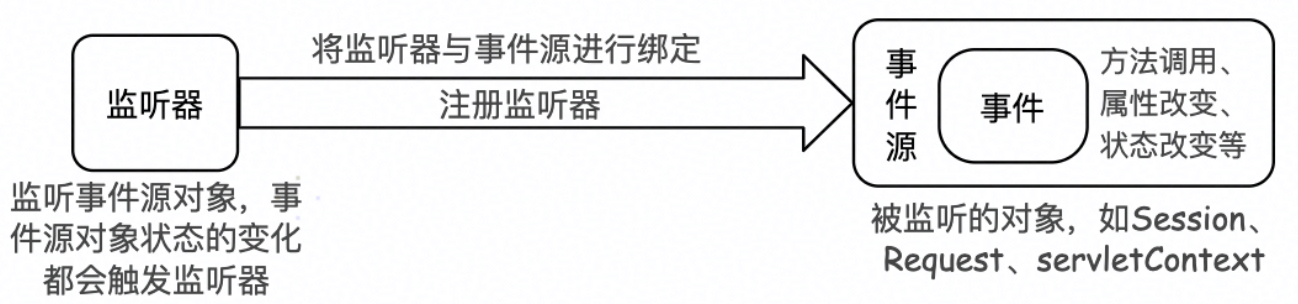 监听器
监听事件源对象，事
件源对象状态的变化
都会触发监听器
将监听器与事件源进行绑定
注册监听器
事件源
事件
方法调用、
属性改变、
状态改变等
被监听的对象，如Session、
Request、servletContext